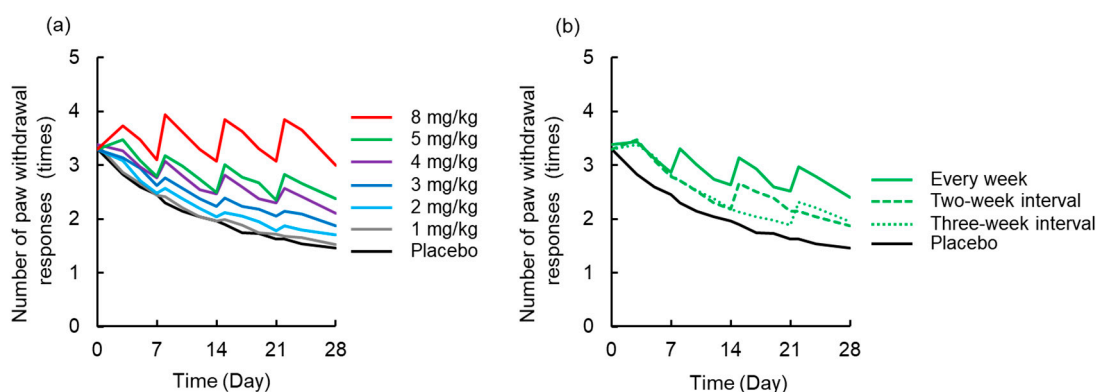 (a)
Number of paw withdrawal
responses (times)
5
4
3
2
1
0
0 7 14 21 28
Time (Day)
8 mg/kg
5 mg/kg
4 mg/kg
3 mg/kg
2 mg/kg
1 mg/kg
Placebo
(b)
Number of paw withdrawal
responses (times)
5
4
3
2
1
0
0 7 14 21 28
Time (Day)
Every week
Two-week interval
Three-week interval
Placebo